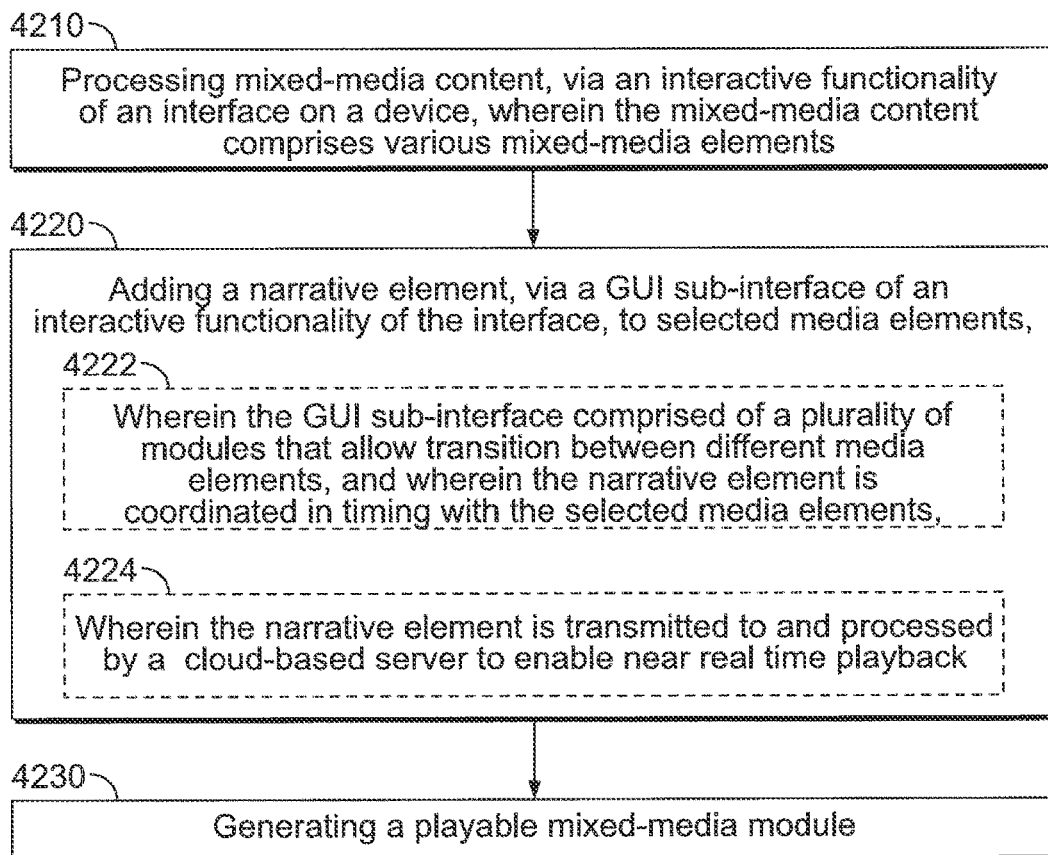 4210
Processing mixed-media content, via an interactive functionality
of an interface on a device, wherein the mixed-media content
comprises various mixed-media elements
4220
Adding a narrative element, via a GUI sub-interface of an
interactive functionality of the interface, to selected media elements,
4222
Wherein the GUI sub-interface comprised of a plurality of
modules that allow transition between different media
elements, and wherein the narrative element is
coordinated in timing with the selected media elements,
4224
Wherein the narrative element is transmitted to and processed
by a cloud-based server to enable near real time playback
4230
Generating a playable mixed-media module